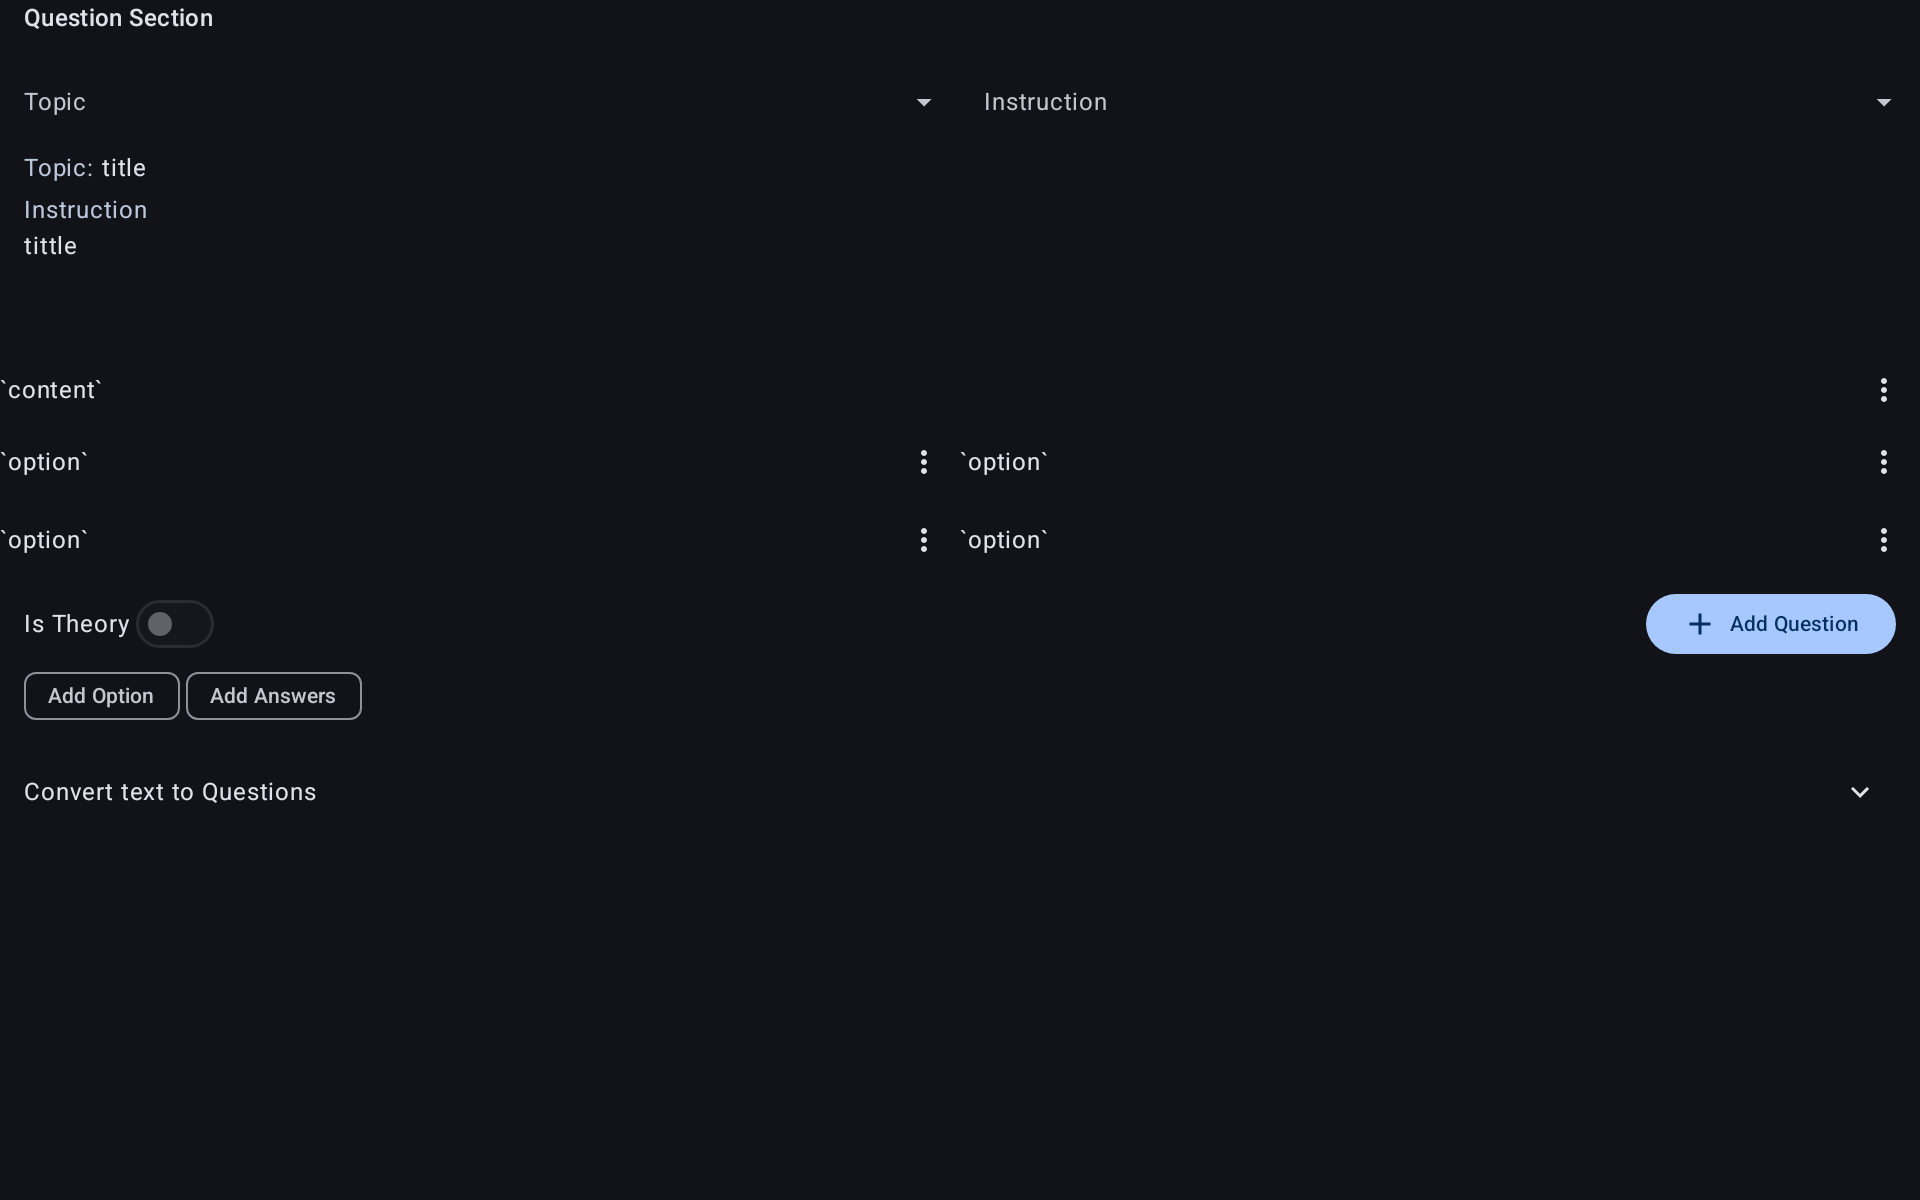 Question Section
Topic
Instruction
Topic: title
Instruction
tittle
`content`
`option`
`option`
`option`
`option`
Is Theory
Add Question
Add Option
Add Answers
Convert text to Questions